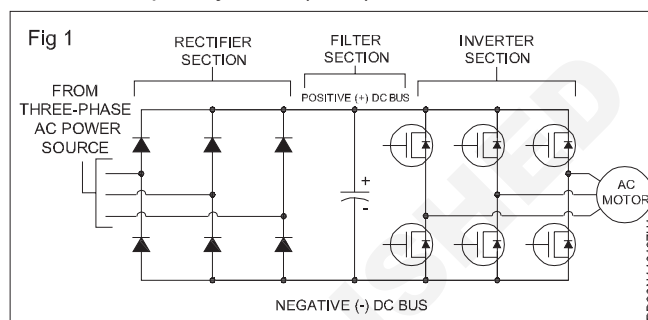 Fig 1
RECTIFIER
SECTION
FILTER
SECTION
INVERTER
SECTION
FROM
THREE-PHASE
AC POWER
SOURCE
POSITIVE (+) DC BUS
+
-
AC
MOTOR
NEGATIVE (-) DC BUS